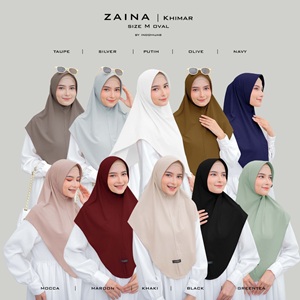 ZAINA | KHIMAR
SIZE M OVAL
TAUPE | SILVER | PUTIH | OLIVE | NAVY
MOCCA | MAROON | KHAKI | BLACK | GREENTEA